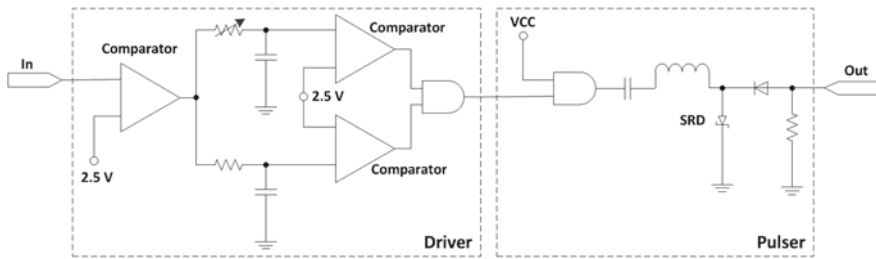 VCC
Comparator
Comparator
In
Out
2.5 V
SRD
2.5 V
Comparator
Driver
Pulser